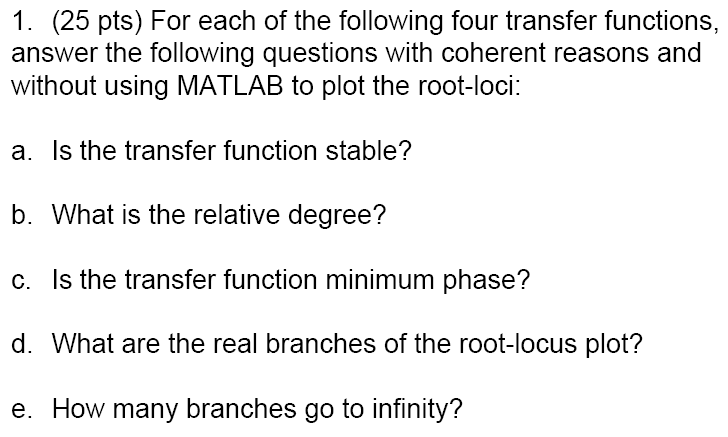 1. (25 pts) For each of the following four transfer functions,
answer the following questions with coherent reasons and
without using MATLAB to plot the root-loci:
a. Is the transfer function stable?
b. What is the relative degree?
c. Is the transfer function minimum phase?
d. What are the real branches of the root-locus plot?
e. How many branches go to infinity?